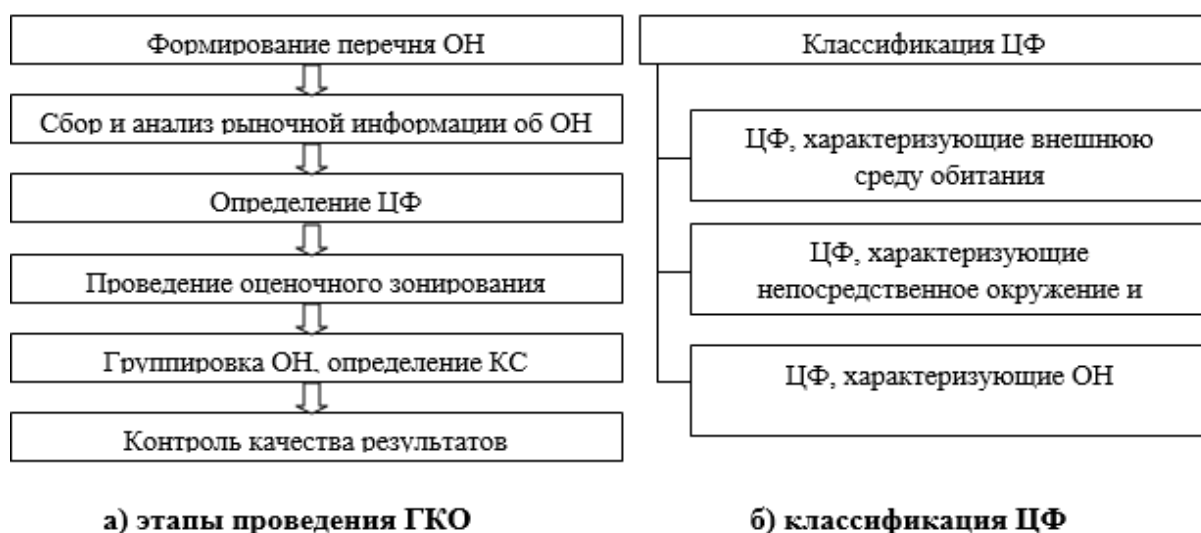 Формирование перечня ОН
Сбор и анализ рыночной информации об ОН
Определение ЦФ
Проведение оценочного зонирования
Группировка ОН, определение КС
Контроль качества результатов
а) этапы проведения ГКО
Классификация ЦФ
ЦФ, характеризующие внешнюю
среду обитания
ЦФ, характеризующие
непосредственное окружение и
ЦФ, характеризующие ОН
б) классификация ЦФ